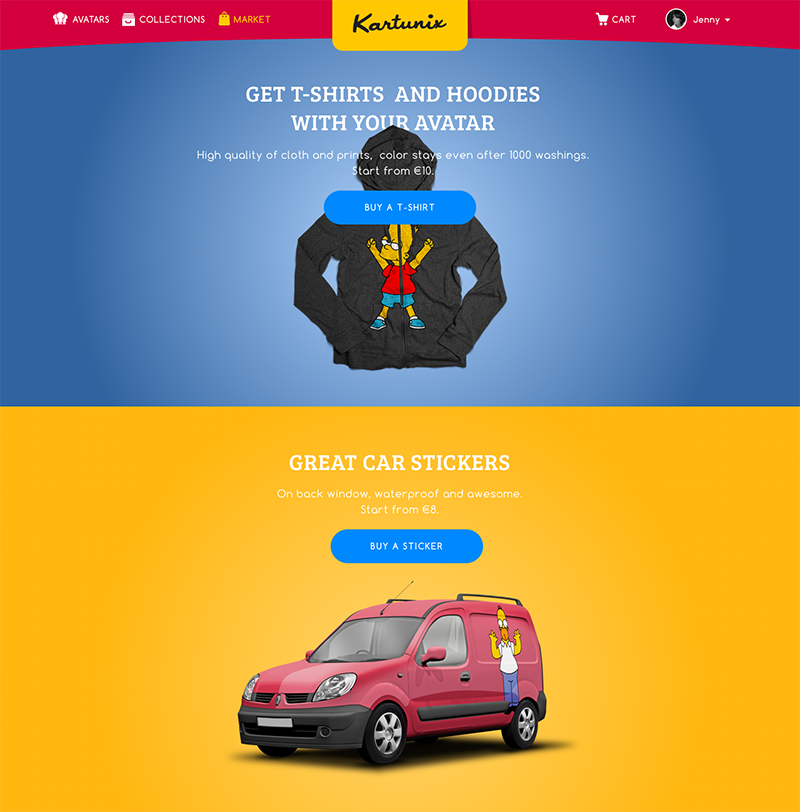 AVATARS COLLECTIONS MARKET Kartunix CART Jenny
GET T-SHIRTS AND HOODIES
WITH YOUR AVATAR
High quality of cloth and prints, color stays even after 1000 washings.
Start from €10.
BUY A T-SHIRT
GREAT CAR STICKERS
On back window, waterproof and awesome.
Start from €8.
BUY A STICKER